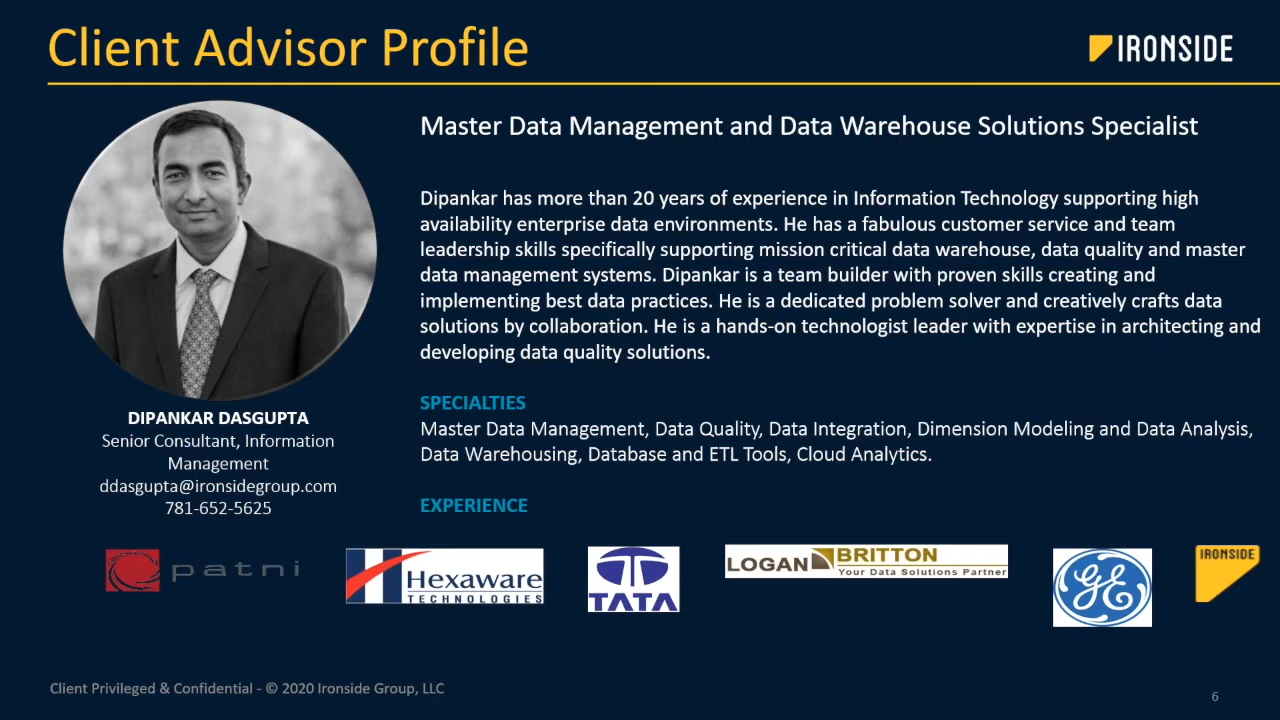 Client Advisor Profile
IRONSIDE
Master Data Management and Data Warehouse Solutions Specialist
Dipankar has more than 20 years of experience in Information Technology supporting high
availability enterprise data environments. He has a fabulous customer service and team
leadership skills specifically supporting mission critical data warehouse, data quality and master
data management systems. Dipankar is a team builder with proven skills creating and
implementing best data practices. He is a dedicated problem solver and creatively crafts data
solutions by collaboration. He is a hands-on technologist leader with expertise in architecting and
developing data quality solutions.
DIPANKAR DASGUPTA
Senior Consultant, Information
Management
ddasgupta@ironsidegroup.com
781-652-5625
SPECIALTIES
Master Data Management, Data Quality, Data Integration, Dimension Modeling and Data Analysis,
Data Warehousing, Database and ETL Tools, Cloud Analytics.
EXPERIENCE
patni
Hexaware
TECHNOLOGIES
TATA
LOGAN BRITTON
Your Data Solutions Partner
GE
IRONSIDE
Client Privileged & Confidential - © 2020 Ironside Group, LLC
6